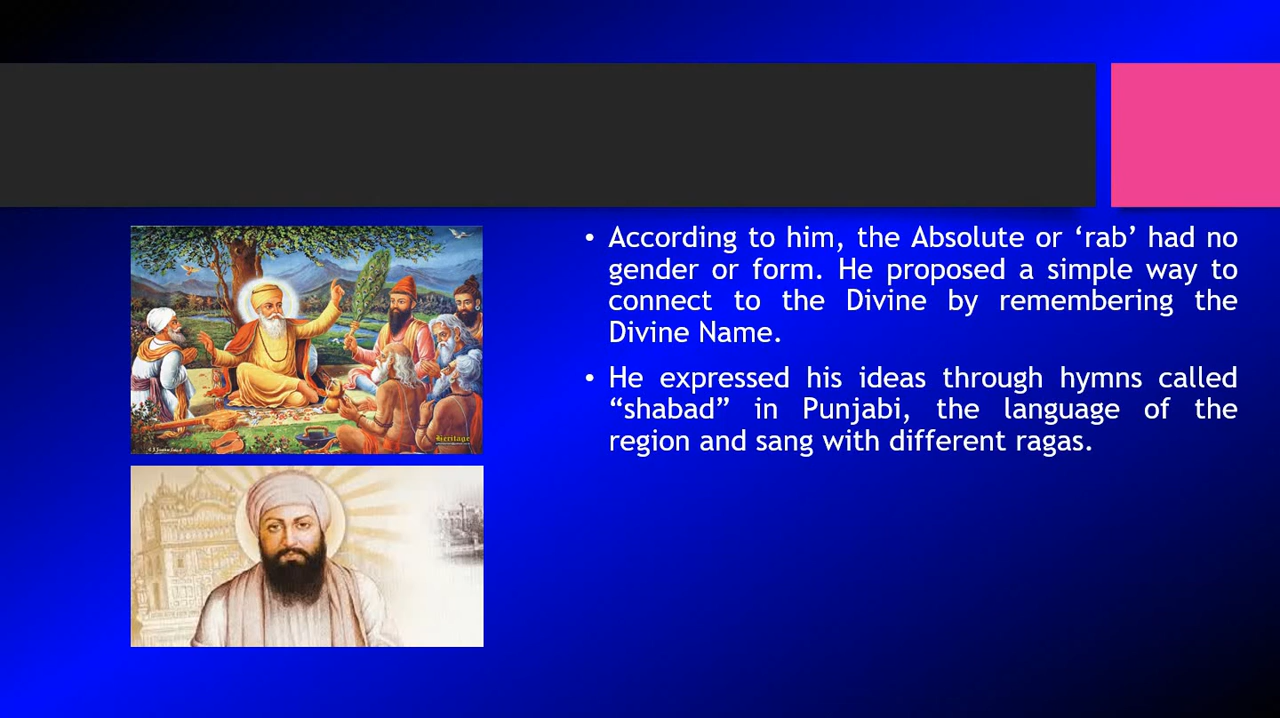 • According to him, the Absolute or ‘rab’ had no
gender or form. He proposed a simple way to
connect to the Divine by remembering the
Divine Name.
• He expressed his ideas through hymns called
“shabad” in Punjabi, the language of the
region and sang with different ragas.
Heritage